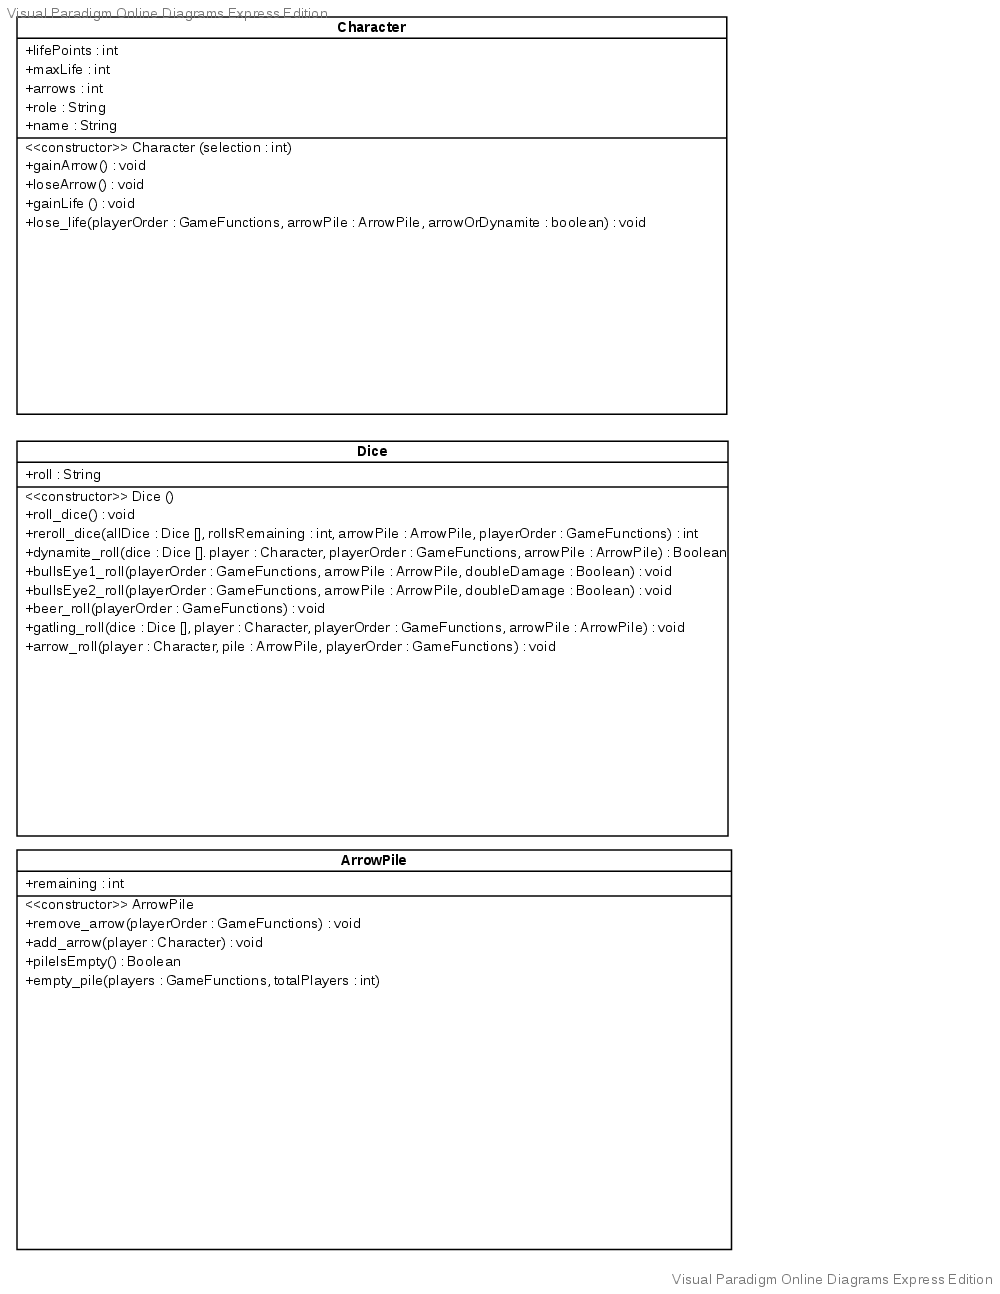 Visual Paradigm Online Diagrams Express Edition
Character
+lifePoints : int
+maxLife : int
+arrows : int
+role : String
+name : String
<<constructor>> Character (selection : int)
+gainArrow() : void
+loseArrow() : void
+gainLife () : void
+lose_life(playerOrder : GameFunctions, arrowPile : ArrowPile, arrowOrDynamite : boolean) : void
Dice
+roll : String
<<constructor>> Dice ()
+roll_dice() : void
+reroll_dice(allDice : Dice [], rollsRemaining : int, arrowPile : ArrowPile, playerOrder : GameFunctions) : int
+dynamite_roll(dice : Dice []. player : Character, playerOrder : GameFunctions, arrowPile : ArrowPile) : Boolean
+bullsEye1_roll(playerOrder : GameFunctions, arrowPile : ArrowPile, doubleDamage : Boolean) : void
+bullsEye2_roll(playerOrder : GameFunctions, arrowPile : ArrowPile, doubleDamage : Boolean) : void
+beer_roll(playerOrder : GameFunctions) : void
+gatling_roll(dice : Dice [], player : Character, playerOrder : GameFunctions, arrowPile : ArrowPile) : void
+arrow_roll(player : Character, pile : ArrowPile, playerOrder : GameFunctions) : void
ArrowPile
+remaining : int
<<constructor>> ArrowPile
+remove_arrow(playerOrder : GameFunctions) : void
+add_arrow(player : Character) : void
+pileIsEmpty() : Boolean
+empty_pile(players : GameFunctions, totalPlayers : int)
Visual Paradigm Online Diagrams Express Edition